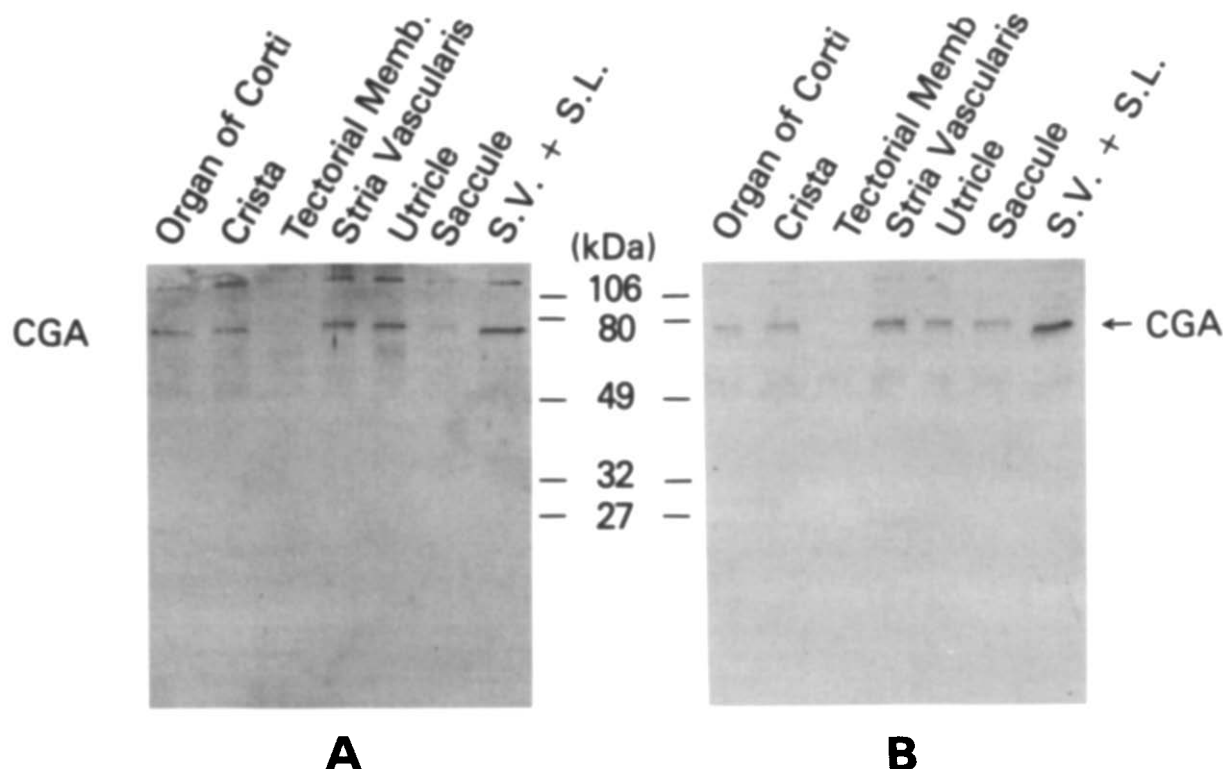 Organ of Corti
Crista
Tectorial Memb.
Stria Vascularis
Utricle
Saccule
S.V. + S.L.
Organ of Corti
Crista
Tectorial Memb
Stria Vascularis
Utricle
Saccule
S.V. + S.L.
(kDa)
— 106 —
CGA
— 80 —
← CGA
— 49 —
— 32 —
— 27 —
A
B